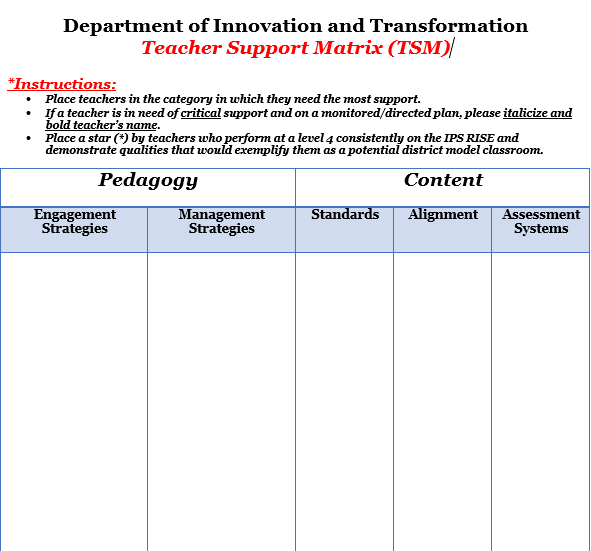 Department of Innovation and Transformation
Teacher Support Matrix (TSM)
*Instructions:
• Place teachers in the category in which they need the most support.
• If a teacher is in need of critical support and on a monitored/directed plan, please italicize and
bold teacher's name.
• Place a star (*) by teachers who perform at a level 4 consistently on the IPS RISE and
demonstrate qualities that would exemplify them as a potential district model classroom.
Pedagogy Content
Engagement Management Standards Alignment Assessment
Strategies Strategies Systems